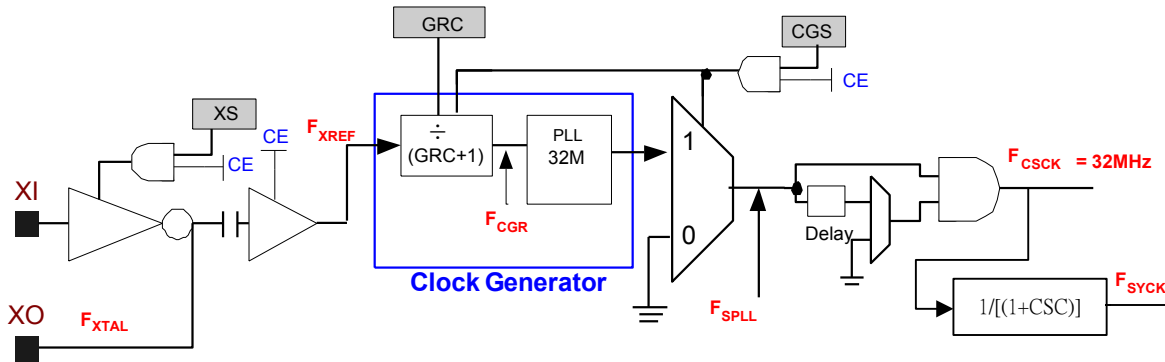 GRC
CGS
CE
XS
CE
CE
F_XREF
÷
(GRC+1)
PLL
32M
1
0
F_CSCK = 32MHz
XI
F_CGR
Delay
Clock Generator
F_SPLL
F_SYCK
1/[(1+CSC)]
XO
F_XTAL